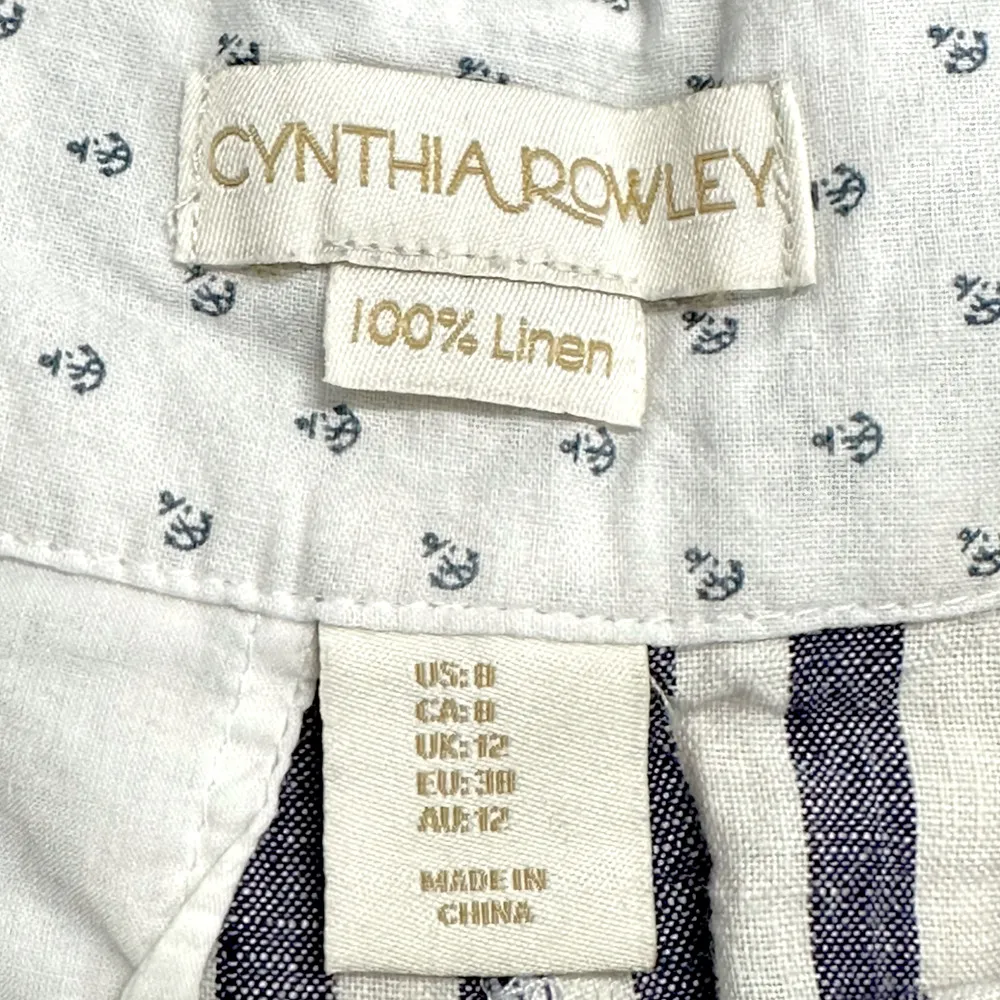 CYNTHIA ROWLEY
100% Linen
US: 8
CA: 8
UK: 12
EU: 38
AU: 12
MADE IN
CHINA